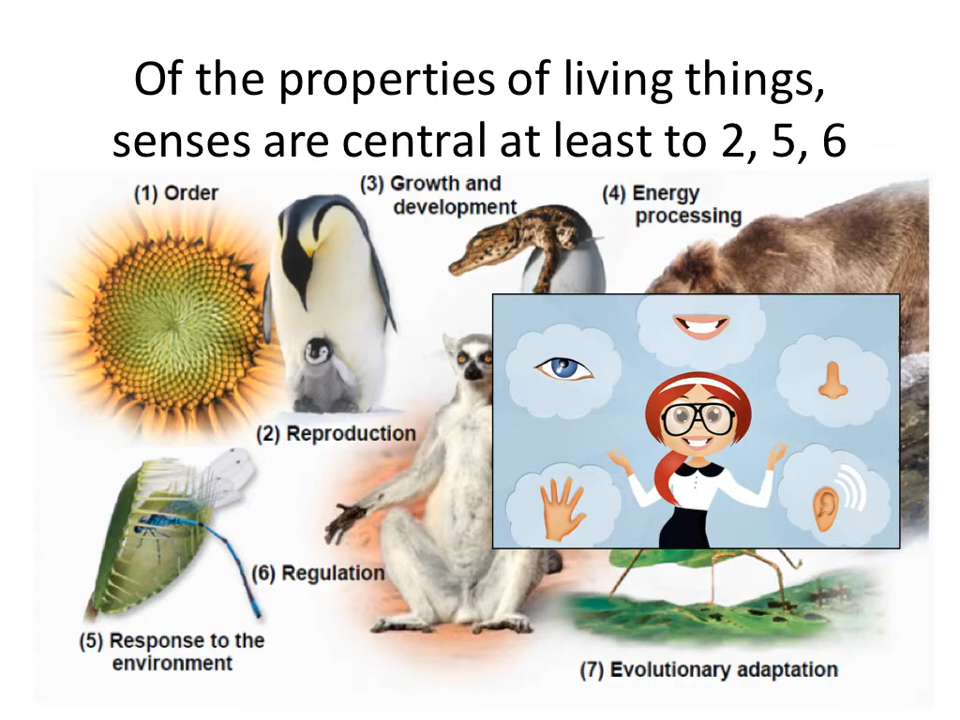 Of the properties of living things,
senses are central at least to 2, 5, 6
(1) Order
(3) Growth and
development
(4) Energy
processing
(2) Reproduction
(6) Regulation
(5) Response to the
environment
(7) Evolutionary adaptation